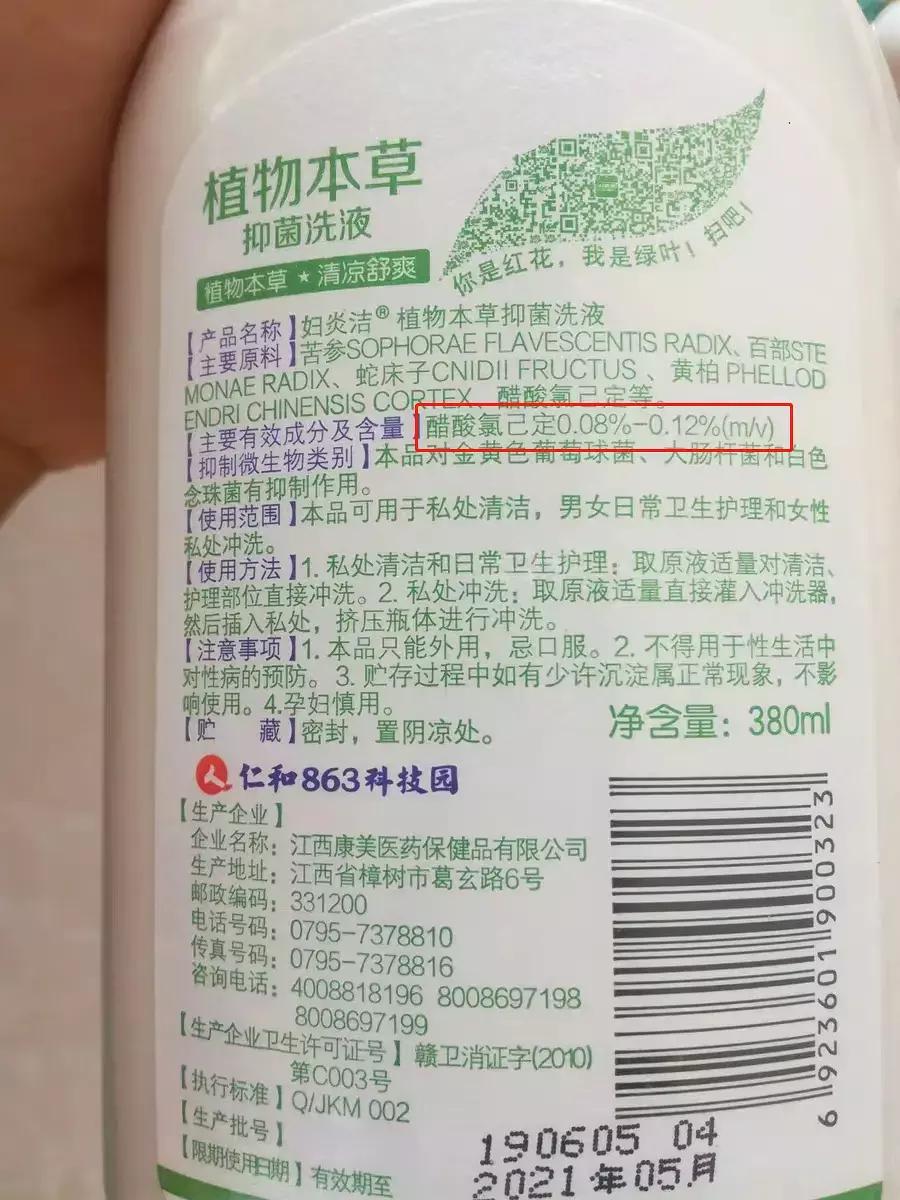 植物本草
抑菌洗液
植物本草★清凉舒爽
你是红花，我是绿叶！扫吧！
【产品名称】妇炎洁®植物本草抑菌洗液
【主要原料】苦参SOPHORAE FLAVESCENTIS RADIX、百部STE
MONAE RADIX、蛇床子CNIDII FRUCTUS 、黄柏PHELLOD
ENDRI CHINENSIS CORTEX、醋酸氯己定等。
【主要有效成分及含量】醋酸氯己定0.08%-0.12%(m/v)
【抑制微生物类别】本品对金黄色葡萄球菌、大肠杆菌和白色
念珠菌有抑制作用。
【使用范围】本品可用于私处清洁，男女日常卫生护理和女性
私处冲洗。
【使用方法】1. 私处清洁和日常卫生护理：取原液适量对清洁、
护理部位直接冲洗。2. 私处冲洗：取原液适量直接灌入冲洗器，
然后插入私处，挤压瓶体进行冲洗。
【注意事项】1. 本品只能外用，忌口服。2. 不得用于性生活中
对性病的预防。3. 贮存过程中如有少许沉淀属正常现象，不影
响使用。4.孕妇慎用。
【贮 藏】密封，置阴凉处。
净含量：380ml
仁和863科技园
【生产企业】
企业名称：江西康美医药保健品有限公司
生产地址：江西省樟树市葛玄路6号
邮政编码：331200
电话号码：0795-7378810
传真号码：0795-7378816
咨询电话：4008818196 8008697198
8008697199
【生产企业卫生许可证号】赣卫消证字(2010)
第C003号
【执行标准】Q/JKM 002
【生产批号】
【限期使用日期】有效期至
190605 04
2021年05月
6923601900323